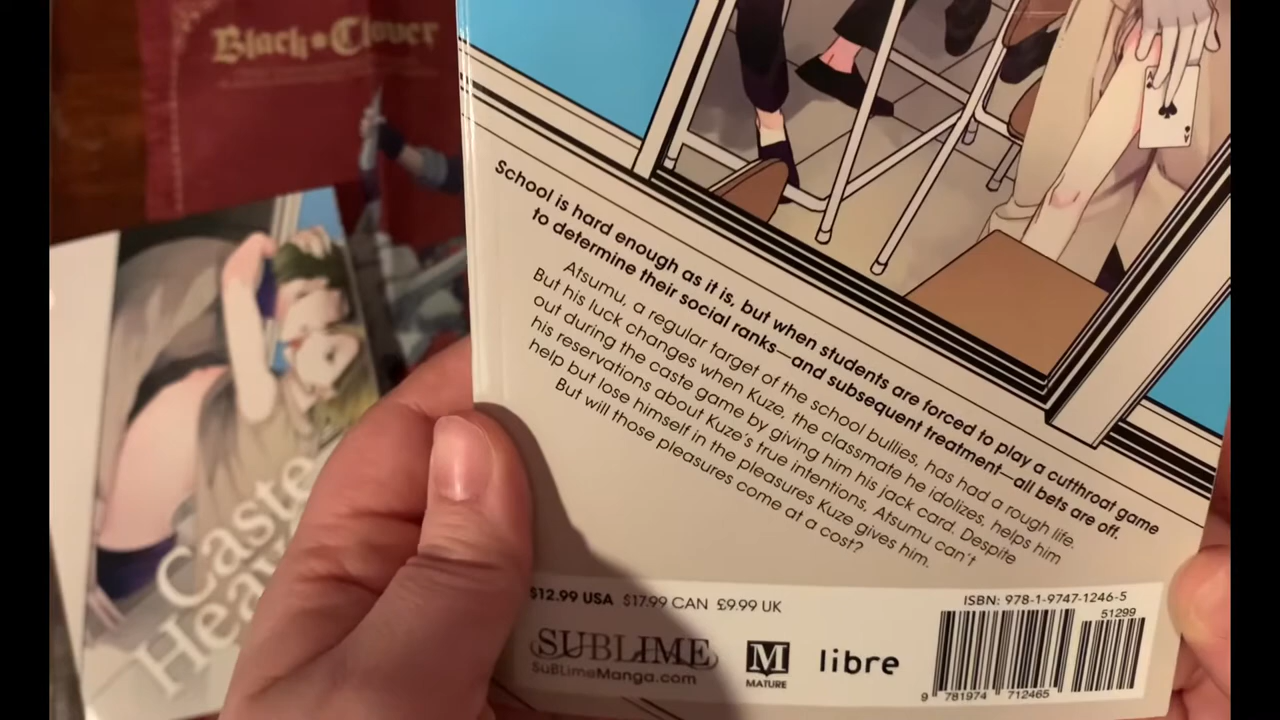 Black Clover
School is hard enough as it is, but when students are forced to play a cutthroat game
to determine their social ranks—and subsequent treatment—all bets are off.
Atsumu, a regular target of the school bullies, has had a rough life.
But his luck changes when Kuze, the classmate he idolizes, helps him
out during the caste game by giving him his jack card. Despite
his reservations about Kuze's true intentions, Atsumu can't
help but lose himself in the pleasures Kuze gives him.
But will those pleasures come at a cost?
Caste
Heav
$12.99 USA $17.99 CAN £9.99 UK
ISBN: 978-1-9747-1246-5
51299
SUBLIME
SuBLimeManga.com
M
MATURE
libre
9 781974 712465